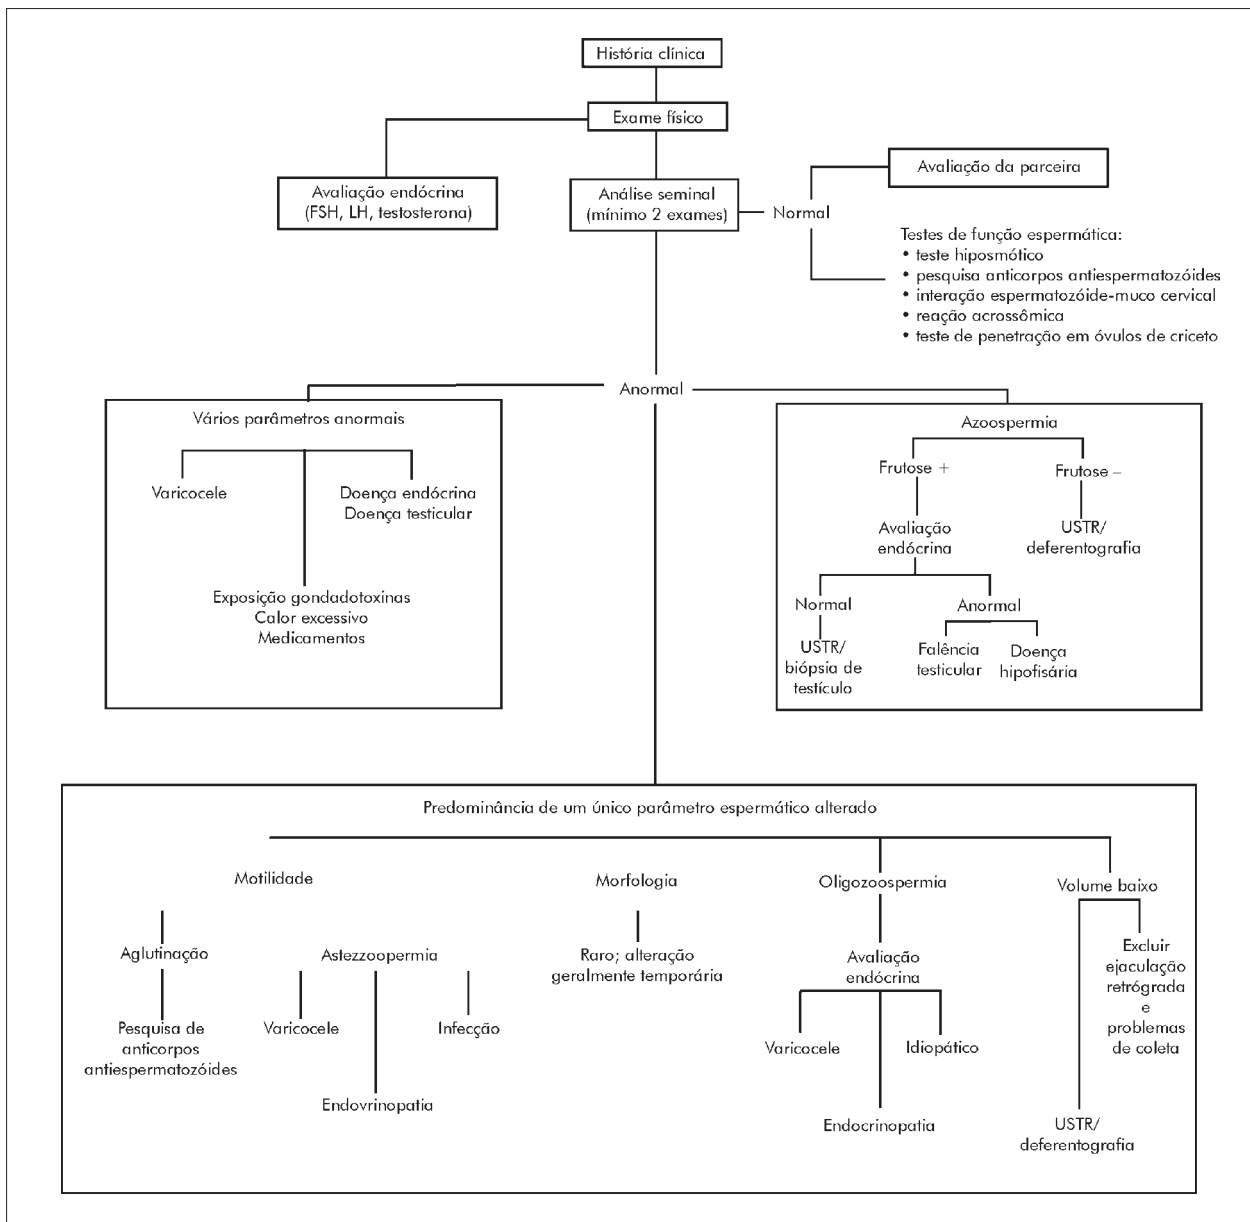 História clínica
Exame físico
Avaliação endócrina
(FSH, LH, testosterona)
Análise seminal
(mínimo 2 exames)
Normal
Avaliação da parceira
Testes de função espermática:
• teste hiposmótico
• pesquisa anticorpos antiespermatozóides
• interação espermatozóide-muco cervical
• reação acrossômica
• teste de penetração em óvulos de criceto
Anormal
Vários parâmetros anormais
Varicocele
Doença endócrina
Doença testicular
Exposição gondadotoxinas
Calor excessivo
Medicamentos
Azoospermia
Frutose +
Frutose –
Avaliação
endócrina
USTR/
deferentografia
Normal
Anormal
USTR/
biópsia de
testículo
Falência
testicular
Doença
hipofisária
Predominância de um único parâmetro espermático alterado
Motilidade
Morfologia
Oligozoospermia
Volume baixo
Aglutinação
Astezzoopermia
Raro; alteração
geralmente temporária
Avaliação
endócrina
Excluir
ejaculação
retrógrada
e
problemas
de coleta
Pesquisa de
anticorpos
antiespermatozóides
Varicocele
Infecção
Endovrinopatia
Varicocele
Idiopático
Endocrinopatia
USTR/
deferentografia